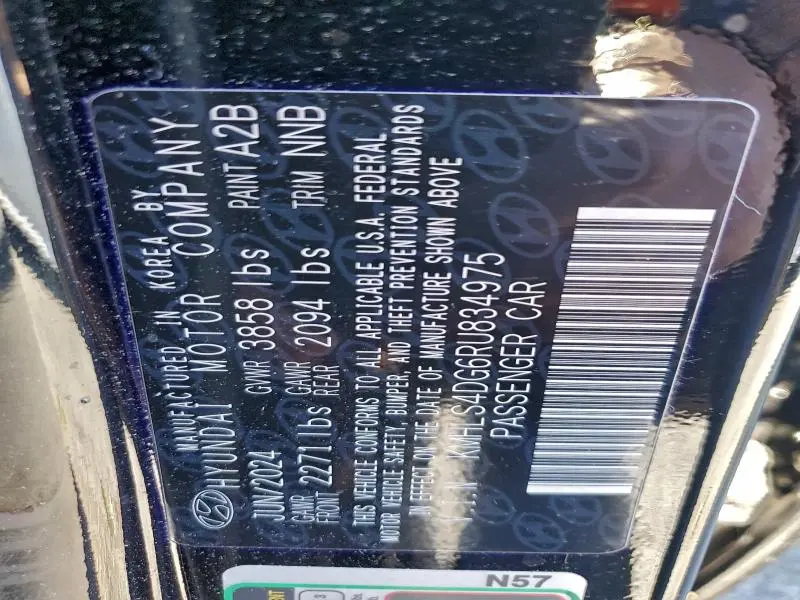 MANUFACTURED IN KOREA BY
HYUNDAI MOTOR COMPANY
JUN/2024 GVWR 3858 lbs PAINT A2B
GAWR FRONT 2271 lbs GAWR REAR 2094 lbs TRIM NNB
THIS VEHICLE CONFORMS TO ALL APPLICABLE U.S.A. FEDERAL
MOTOR VEHICLE SAFETY, BUMPER, AND THEFT PREVENTION STANDARDS
IN EFFECT ON THE DATE OF MANUFACTURE SHOWN ABOVE
V.I.N KMHLS4DG6RU834975
PASSENGER CAR
N57